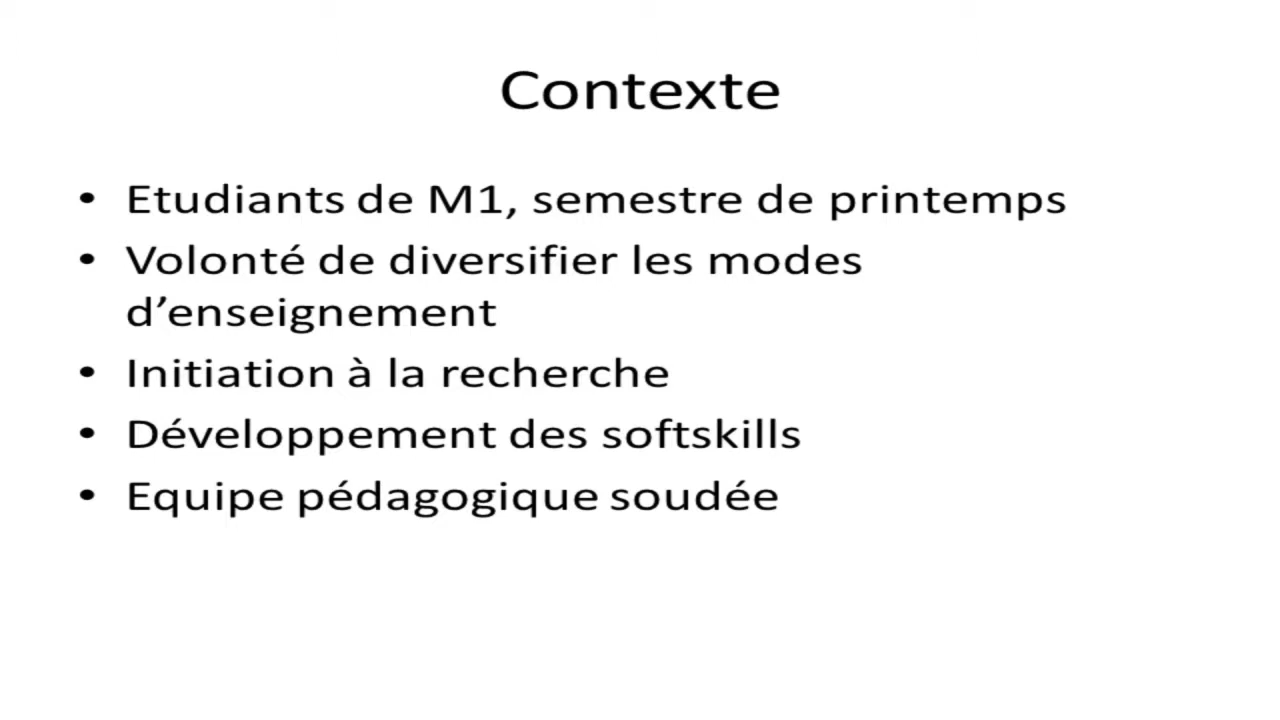 Contexte
• Etudiants de M1, semestre de printemps
• Volonté de diversifier les modes
d’enseignement
• Initiation à la recherche
• Développement des softskills
• Equipe pédagogique soudée